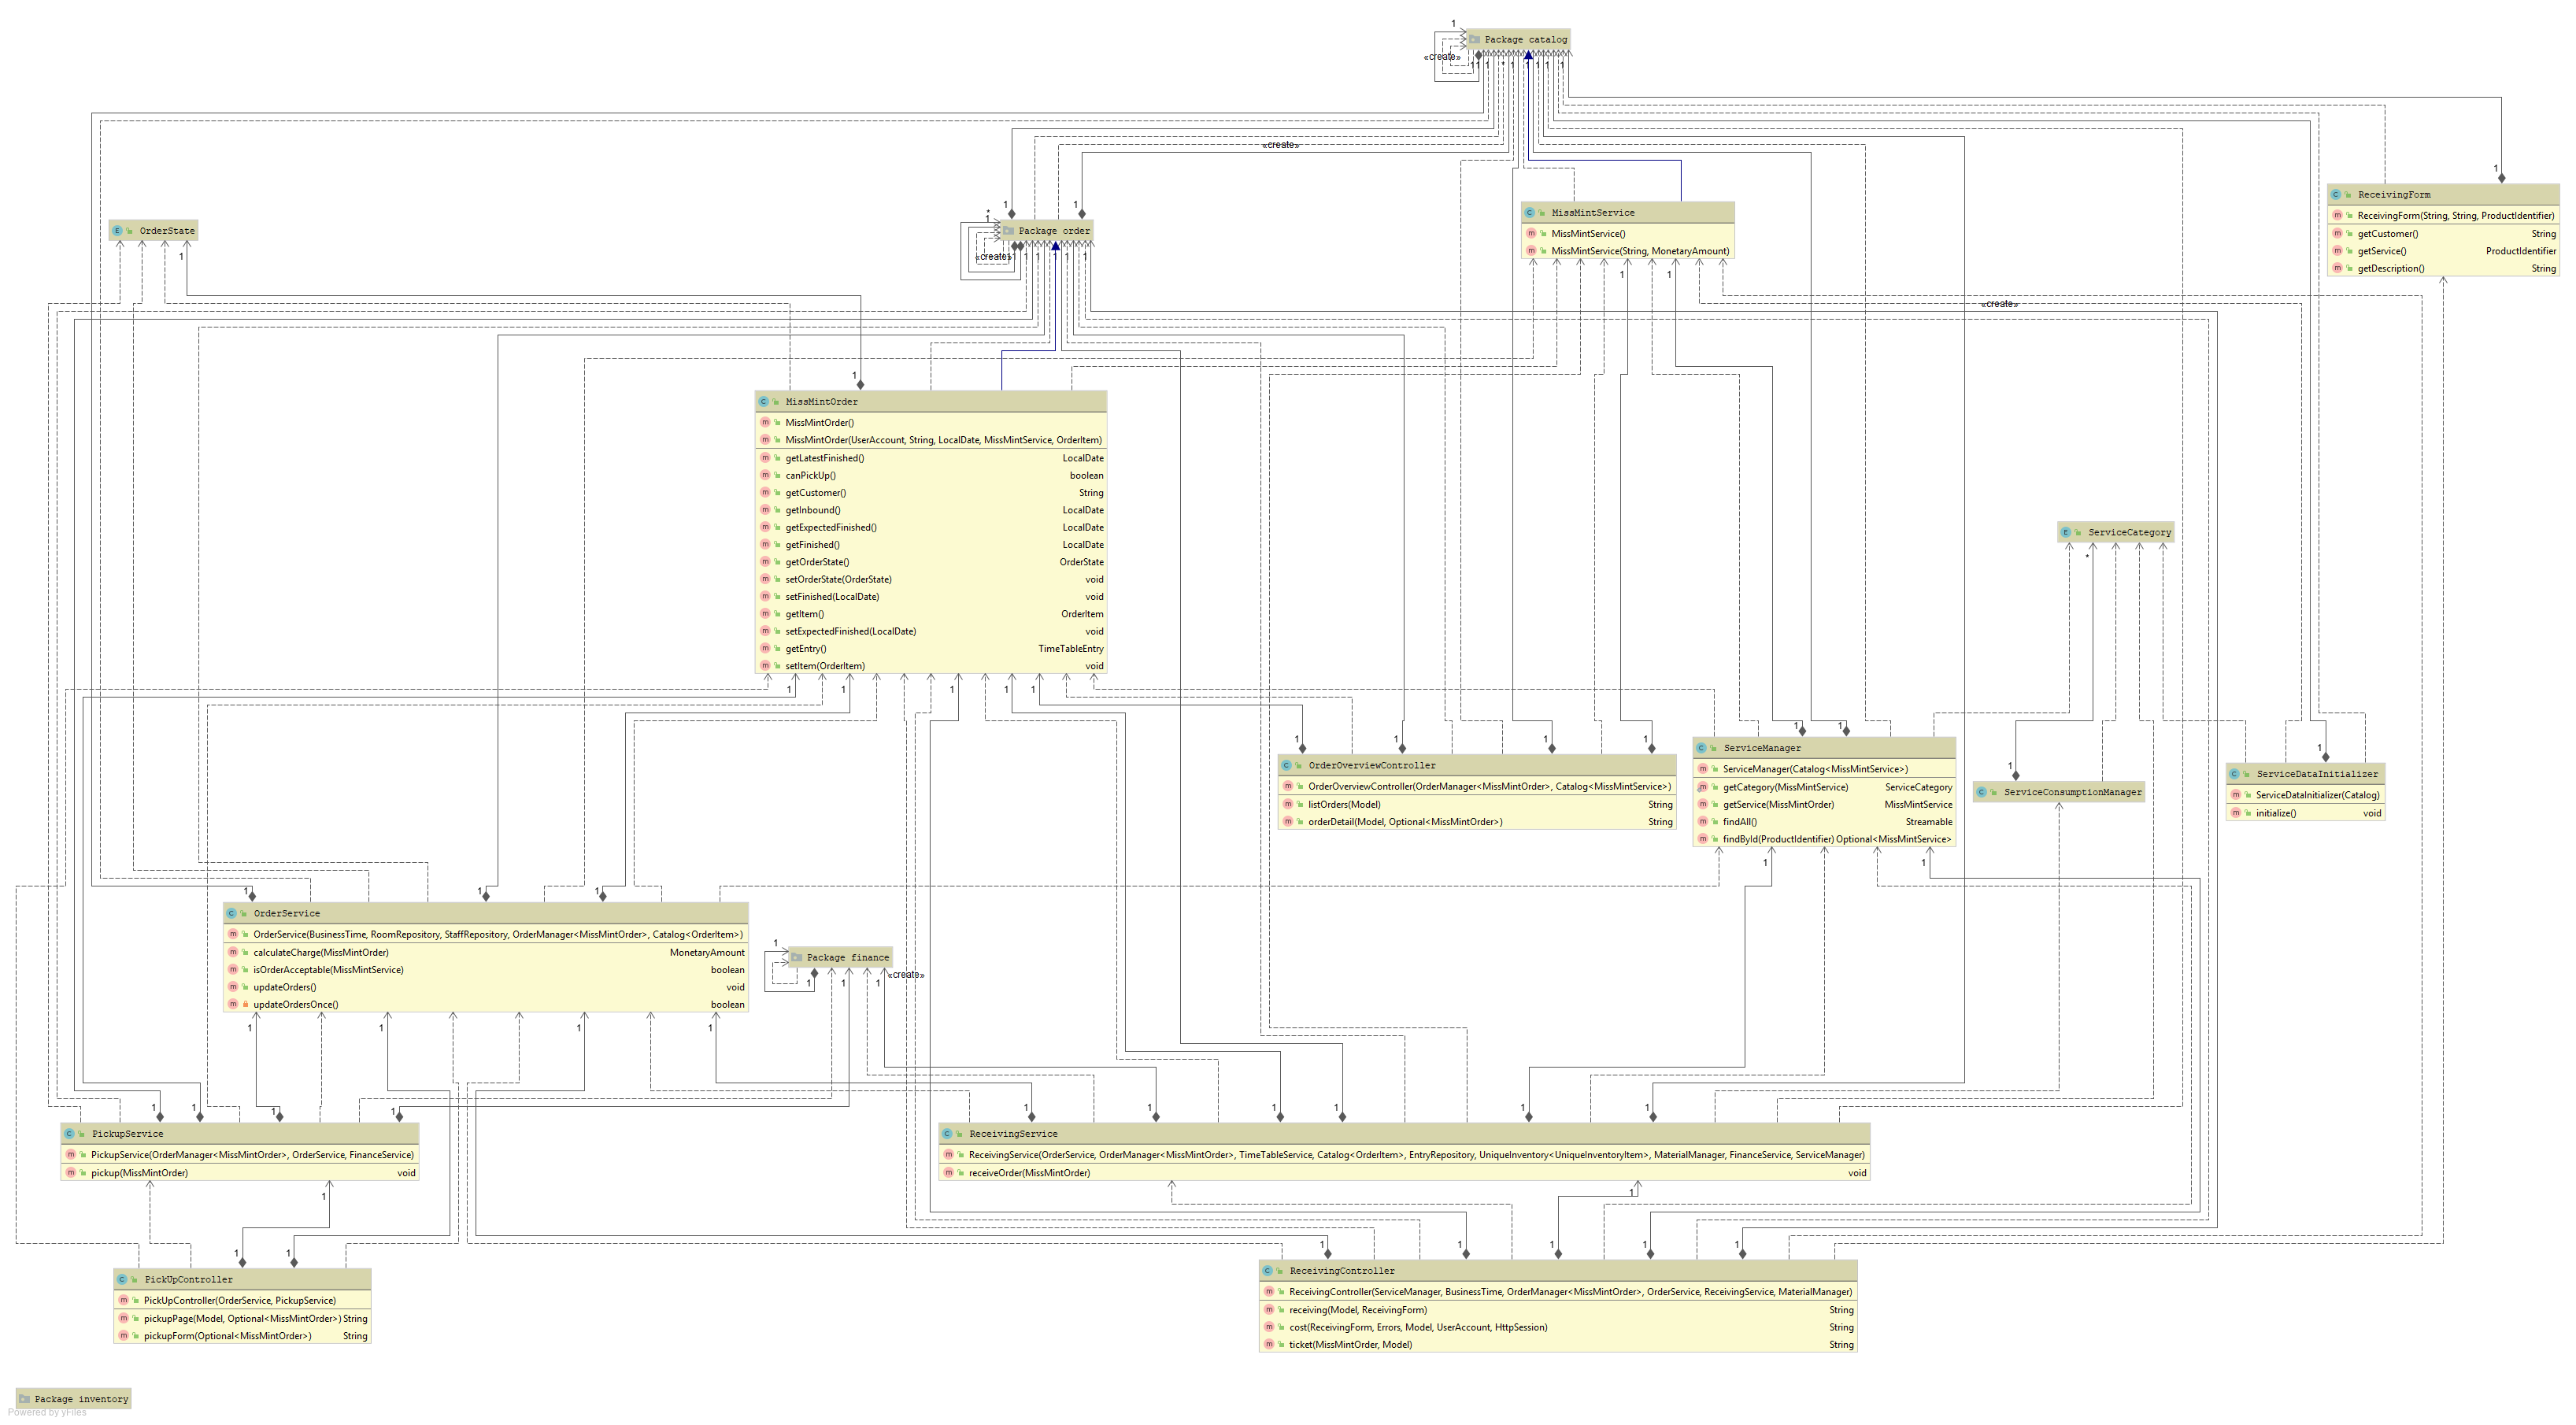 Package catalog
«create»
«create»
ReceivingForm
ReceivingForm(String, String, ProductIdentifier)
getCustomer() String
getService() ProductIdentifier
getDescription() String
MissMintService
MissMintService()
MissMintService(String, MonetaryAmount)
OrderState
Package order
«create»
«create»
MissMintOrder
MissMintOrder()
MissMintOrder(UserAccount, String, LocalDate, MissMintService, OrderItem)
getLatestFinished() LocalDate
canPickUp() boolean
getCustomer() String
getInbound() LocalDate
getExpectedFinished() LocalDate
getFinished() LocalDate
getOrderState() OrderState
setOrderState(OrderState) void
setFinished(LocalDate) void
getItem() OrderItem
setExpectedFinished(LocalDate) void
getEntry() TimeTableEntry
setItem(OrderItem) void
ServiceCategory
OrderOverviewController
OrderOverviewController(OrderManager<MissMintOrder>, Catalog<MissMintService>)
listOrders(Model) String
orderDetail(Model, Optional<MissMintOrder>) String
ServiceManager
ServiceManager(Catalog<MissMintService>)
getCategory(MissMintService) ServiceCategory
getService(MissMintOrder) MissMintService
findAll() Streamable
findById(ProductIdentifier) Optional<MissMintService>
ServiceConsumptionManager
ServiceDataInitializer
ServiceDataInitializer(Catalog)
initialize() void
OrderService
OrderService(BusinessTime, RoomRepository, StaffRepository, OrderManager<MissMintOrder>, Catalog<OrderItem>)
calculateCharge(MissMintOrder) MonetaryAmount
isOrderAcceptable(MissMintService) boolean
updateOrders() void
updateOrdersOnce() boolean
Package finance
«create»
PickupService
PickupService(OrderManager<MissMintOrder>, OrderService, FinanceService)
pickup(MissMintOrder) void
ReceivingService
ReceivingService(OrderService, OrderManager<MissMintOrder>, TimeTableService, Catalog<OrderItem>, EntryRepository, UniqueInventory<UniqueInventoryItem>, MaterialManager, FinanceService, ServiceManager)
receiveOrder(MissMintOrder) void
PickUpController
PickUpController(OrderService, PickupService)
pickupPage(Model, Optional<MissMintOrder>) String
pickupForm(Optional<MissMintOrder>) String
ReceivingController
ReceivingController(ServiceManager, BusinessTime, OrderManager<MissMintOrder>, OrderService, ReceivingService, MaterialManager)
receiving(Model, ReceivingForm) String
cost(ReceivingForm, Errors, Model, UserAccount, HttpSession) String
ticket(MissMintOrder, Model) String
Package inventory
Powered by yFiles